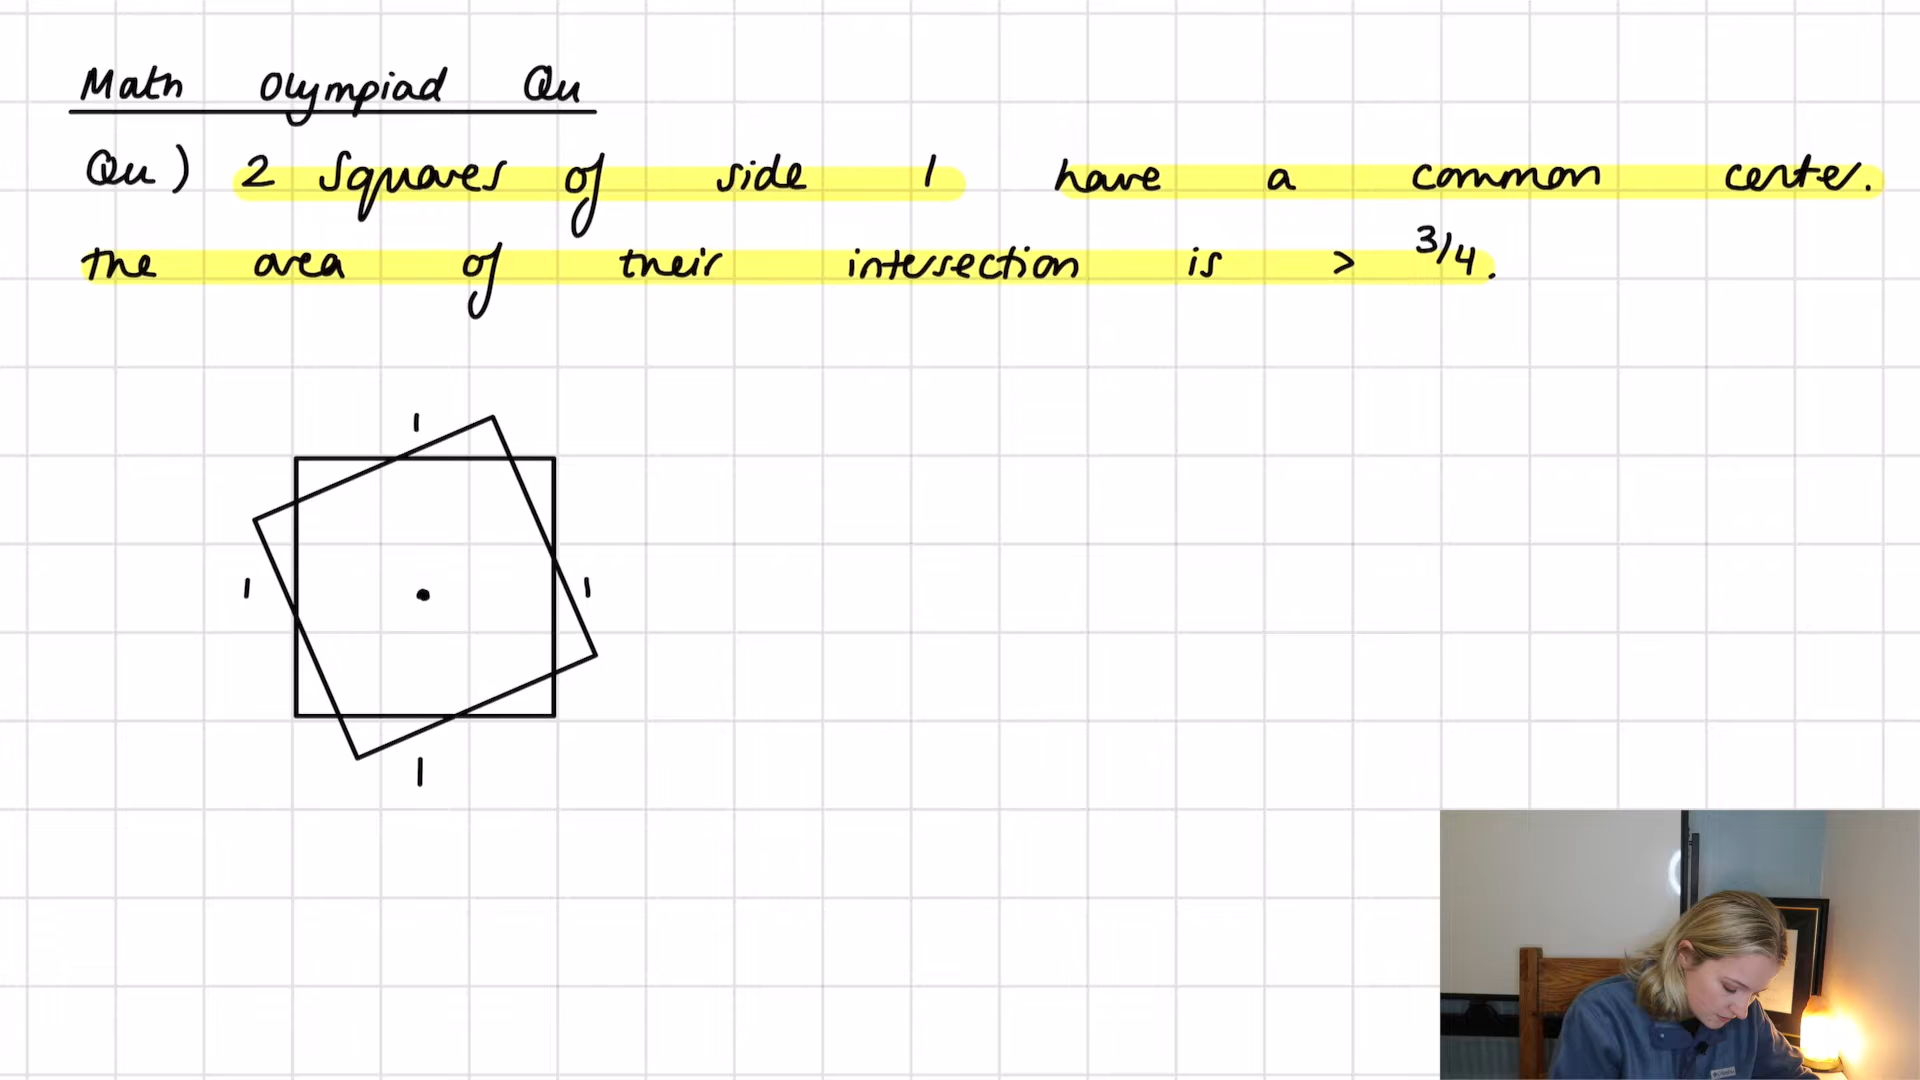 Math Olympiad Qu
Qu) 2 squares of side 1 have a common center.
the area of their intersection is > 3/4.
1
1
1
1